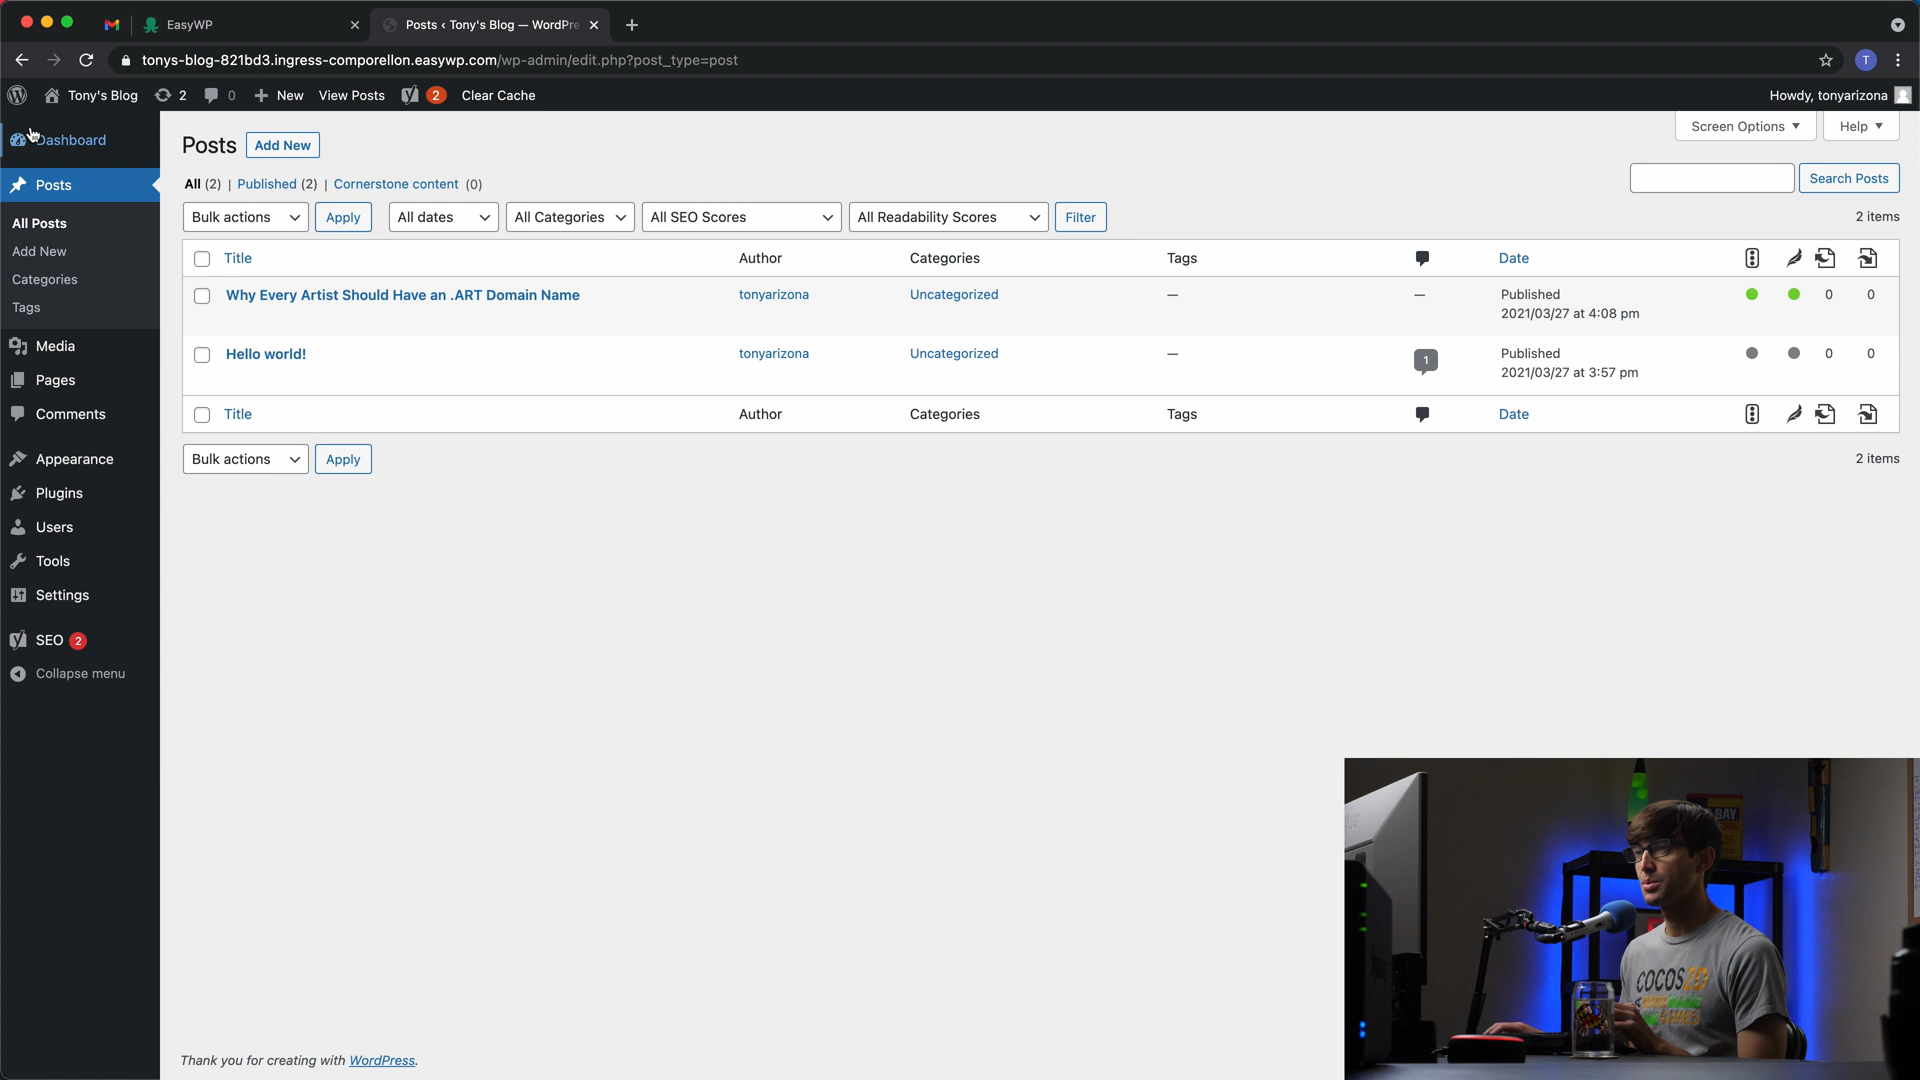 EasyWP
Posts ‹ Tony's Blog — WordPre
tonys-blog-821bd3.ingress-comporellon.easywp.com/wp-admin/edit.php?post_type=post
T
Tony's Blog 2 0 New View Posts 2 Clear Cache
Howdy, tonyarizona
Dashboard
Posts
All Posts
Add New
Categories
Tags
Media
Pages
Comments
Appearance
Plugins
Users
Tools
Settings
SEO 2
Collapse menu
Screen Options
Help
Posts Add New
All (2) | Published (2) | Cornerstone content (0)
Search Posts
Bulk actions Apply All dates All Categories All SEO Scores All Readability Scores Filter
2 items
Title Author Categories Tags Date
Why Every Artist Should Have an .ART Domain Name tonyarizona Uncategorized — — Published 0 0
2021/03/27 at 4:08 pm
Hello world! tonyarizona Uncategorized — 1 Published 0 0
2021/03/27 at 3:57 pm
Title Author Categories Tags Date
Bulk actions Apply
2 items
Thank you for creating with WordPress.
BAY
COCOS2D